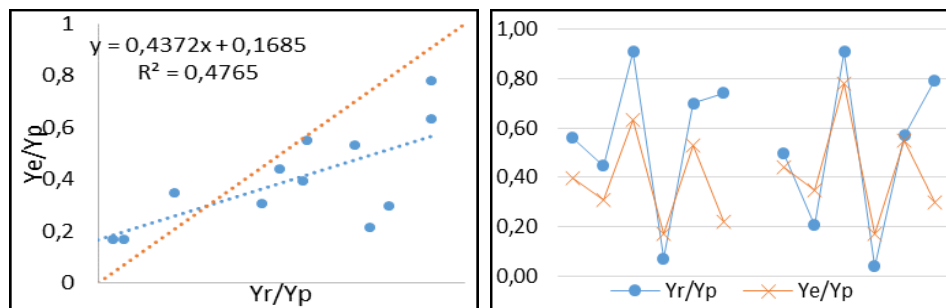 1
y = 0,4372x + 0,1685
R² = 0,4765
0,8
0,6
0,4
0,2
0
Ye/Yp
Yr/Yp
1,00
0,80
0,60
0,40
0,20
0,00
Yr/Yp
Ye/Yp